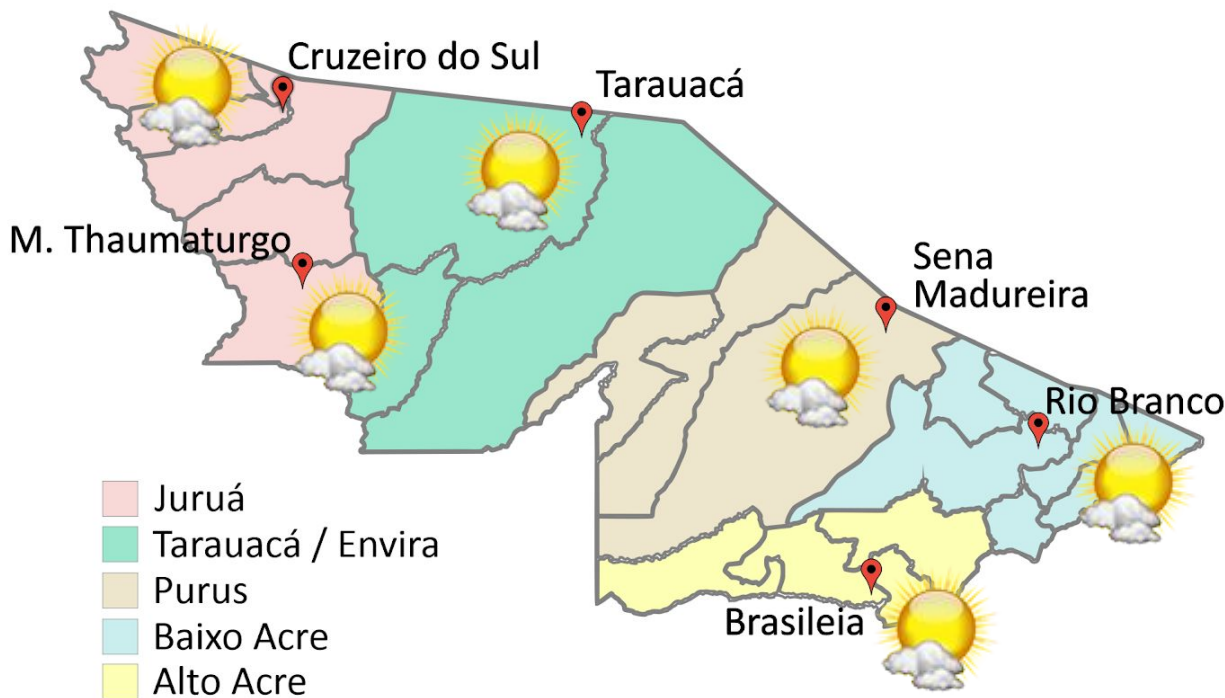 Cruzeiro do Sul
Tarauacá
M. Thaumaturgo
Sena
Madureira
Rio Branco
Brasileia
Juruá
Tarauacá / Envira
Purus
Baixo Acre
Alto Acre